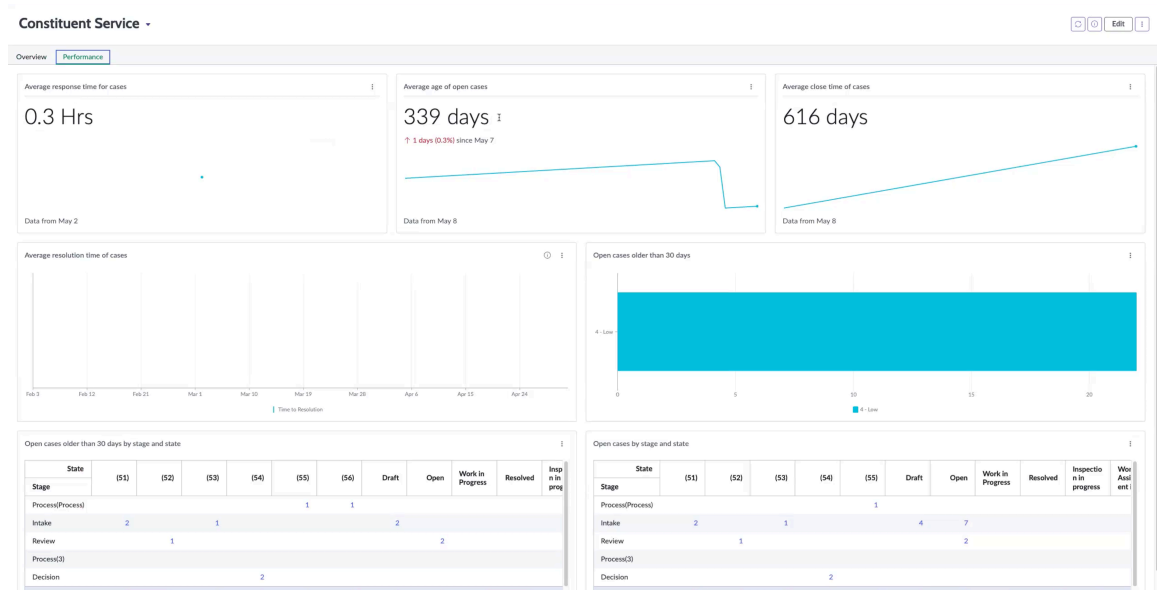 Constituent Service
Edit
Overview Performance
Average response time for cases
0.3 Hrs
Data from May 2
Average age of open cases
339 days
↑ 1 days (0.3%) since May 7
Data from May 8
Average close time of cases
616 days
Data from May 8
Average resolution time of cases
Feb 3 Feb 12 Feb 21 Mar 1 Mar 10 Mar 19 Mar 28 Apr 6 Apr 15 Apr 24
Time to Resolution
Open cases older than 30 days
4 - Low
0 5 10 15 20
4 - Low
Open cases older than 30 days by stage and state
State
Stage
(51) (52) (53) (54) (55) (56) Draft Open Work in Progress Resolved Insp n in prog
Process(Process) 1 1
Intake 2 1 2
Review 1 2
Process(3)
Decision 2
Open cases by stage and state
State
Stage
(51) (52) (53) (54) (55) Draft Open Work in Progress Resolved Inspectio n in progress Wor Assi ent i
Process(Process) 1
Intake 2 1 4 7
Review 1 2
Process(3)
Decision 2